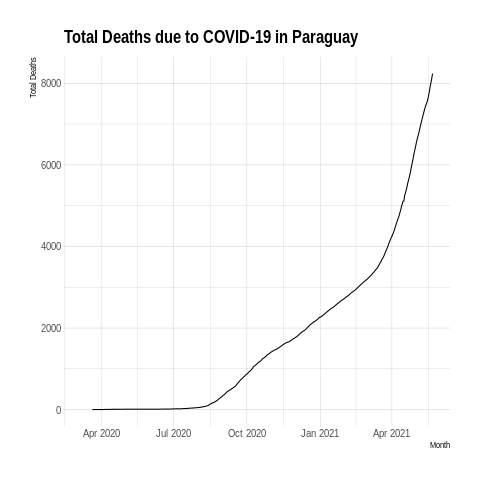 Total Deaths due to COVID-19 in Paraguay
Total Deaths
8000
6000
4000
2000
0
Apr 2020 Jul 2020 Oct 2020 Jan 2021 Apr 2021
Month